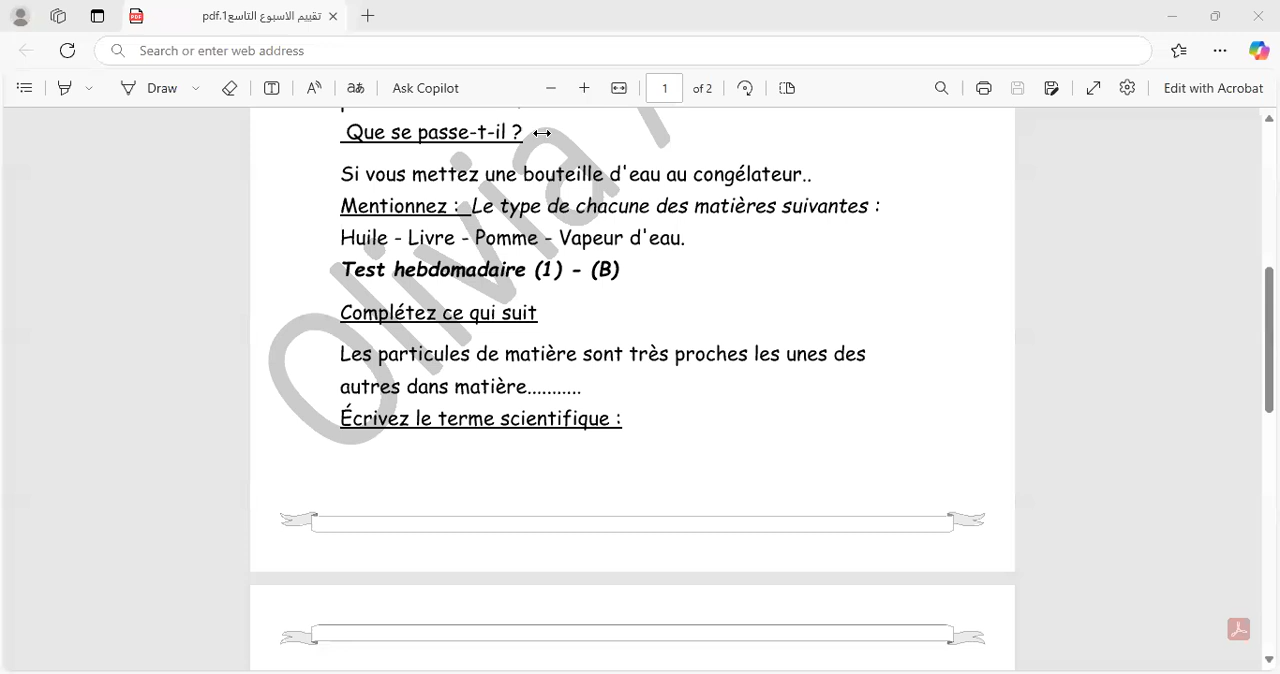 تقييم الاسبوع التاسع1.pdf
Search or enter web address
Draw
Ask Copilot
1 of 2
Edit with Acrobat
Que se passe-t-il ?
Si vous mettez une bouteille d'eau au congélateur..
Mentionnez : Le type de chacune des matières suivantes :
Huile - Livre - Pomme - Vapeur d'eau.
Test hebdomadaire (1) - (B)
Complétez ce qui suit
Les particules de matière sont très proches les unes des
autres dans matière...........
Écrivez le terme scientifique :
Olivia